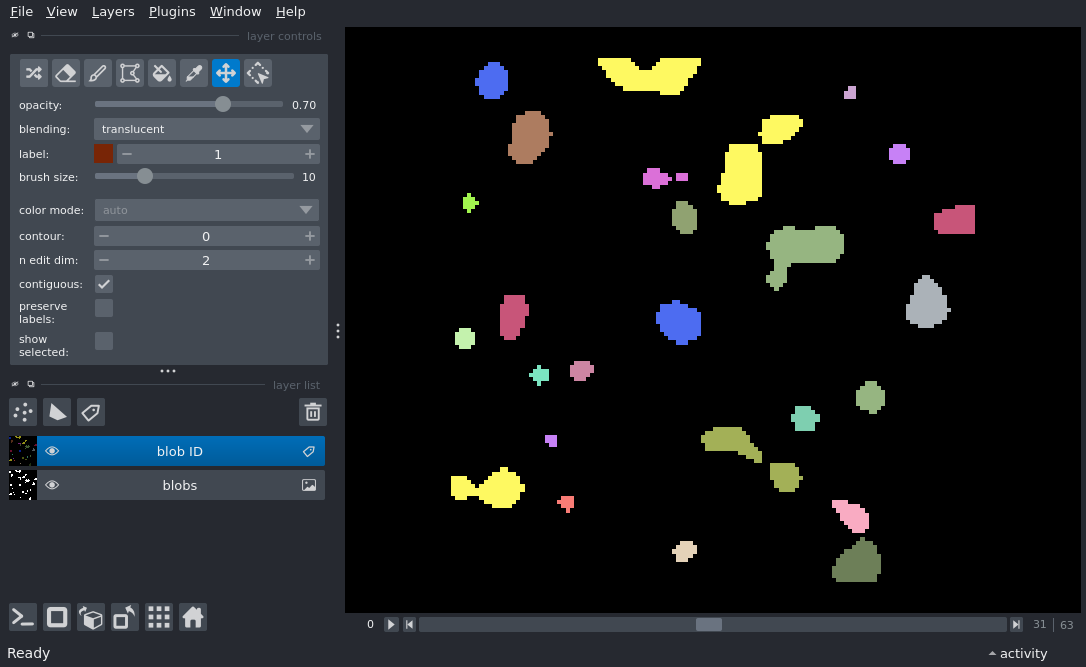 File View Layers Plugins Window Help
layer controls
opacity: 0.70
blending: translucent
label: 1
brush size: 10
color mode: auto
contour: 0
n edit dim: 2
contiguous:
preserve
labels:
show
selected:
layer list
blob ID
blobs
0 31 | 63
Ready
activity